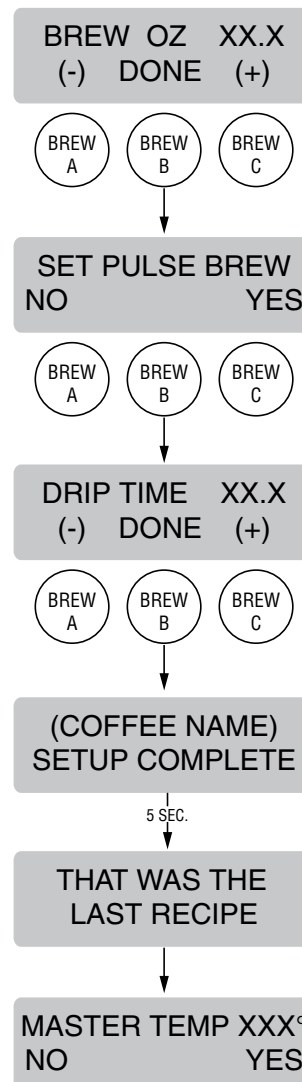 BREW OZ XX.X
(-) DONE (+)
BREW A
BREW B
BREW C
SET PULSE BREW
NO YES
BREW A
BREW B
BREW C
DRIP TIME XX.X
(-) DONE (+)
BREW A
BREW B
BREW C
(COFFEE NAME)
SETUP COMPLETE
5 SEC.
THAT WAS THE
LAST RECIPE
MASTER TEMP XXX°
NO YES